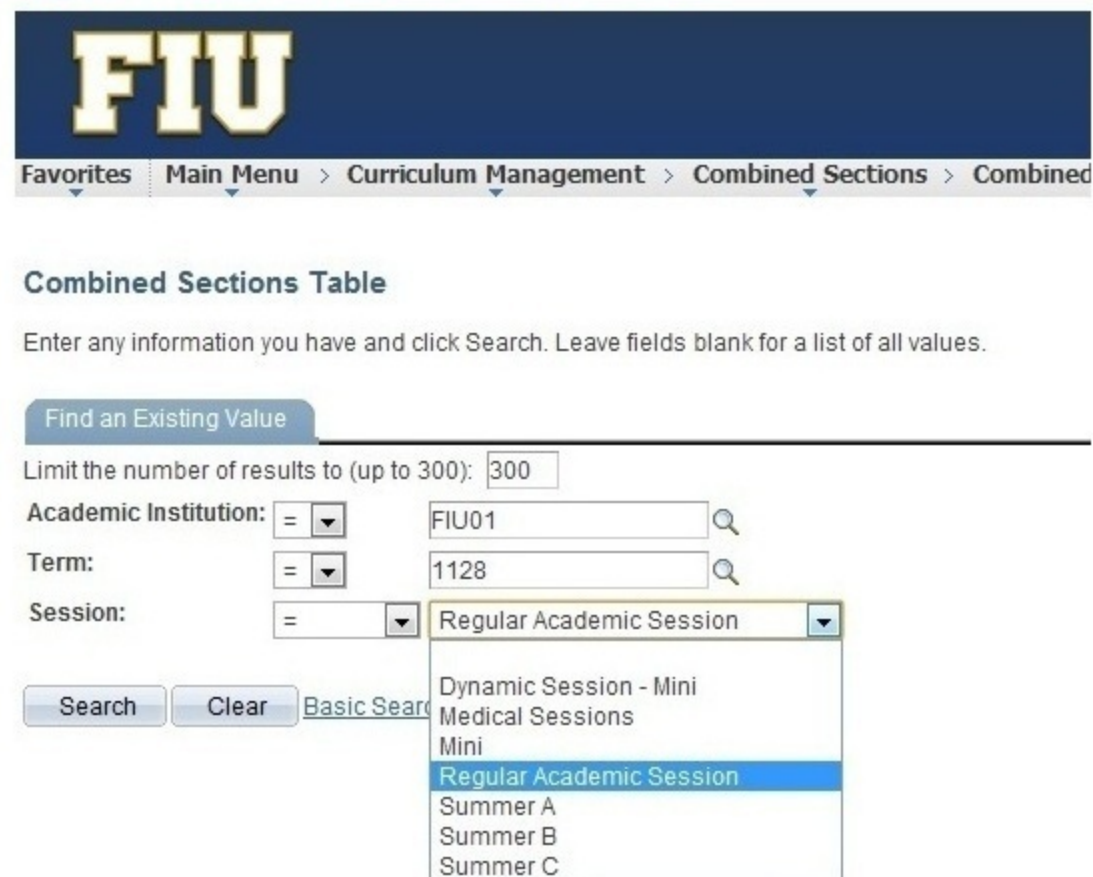 FIU
Favorites Main Menu > Curriculum Management > Combined Sections > Combined
Combined Sections Table
Enter any information you have and click Search. Leave fields blank for a list of all values.
Find an Existing Value
Limit the number of results to (up to 300): 300
Academic Institution: = FIU01
Term: = 1128
Session: = Regular Academic Session
Dynamic Session - Mini
Search Clear Basic Searc
Medical Sessions
Mini
Regular Academic Session
Summer A
Summer B
Summer C